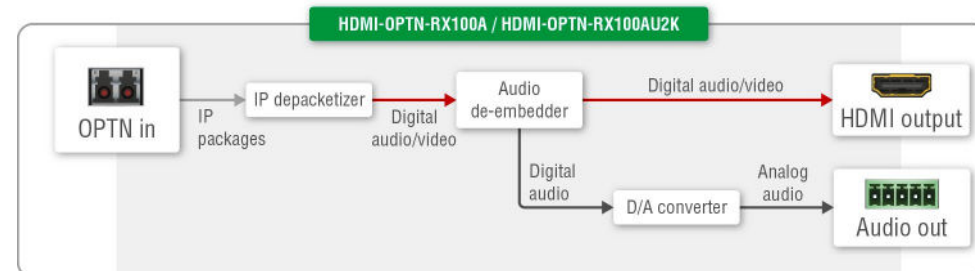 HDMI-OPTN-RX100A / HDMI-OPTN-RX100AU2K
OPTN in
IP
packages
IP depacketizer
Digital
audio/video
Audio
de-embedder
Digital audio/video
HDMI output
Digital
audio
D/A converter
Analog
audio
Audio out